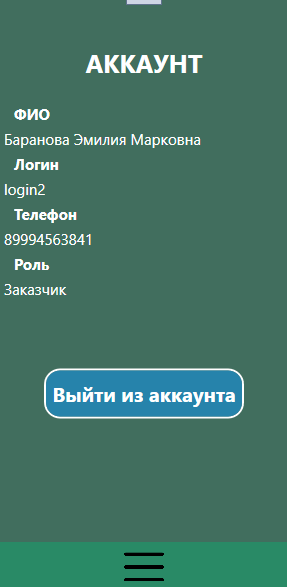 АККАУНТ
ФИО
Баранова Эмилия Марковна
Логин
login2
Телефон
89994563841
Роль
Заказчик
Выйти из аккаунта